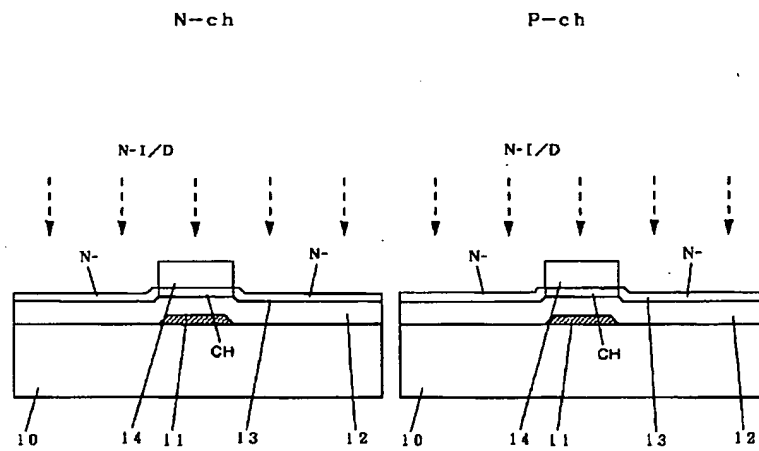 N-ch P-ch
N-I/D N-I/D
N- N- N- N-
CH CH
10 14 11 13 12 10 14 11 13 12